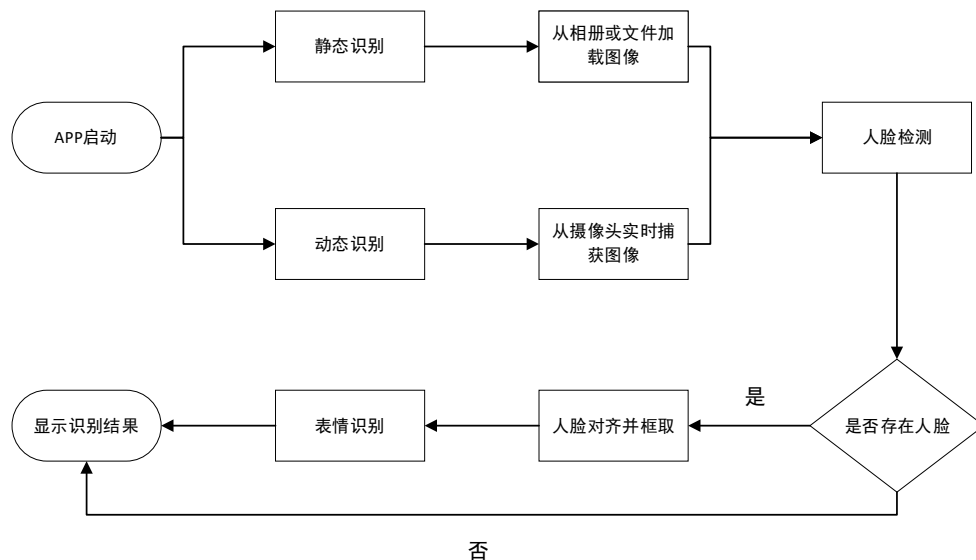 静态识别
从相册或文件加
载图像
APP启动
人脸检测
动态识别
从摄像头实时捕
获图像
是
显示识别结果
表情识别
人脸对齐并框取
是否存在人脸
否